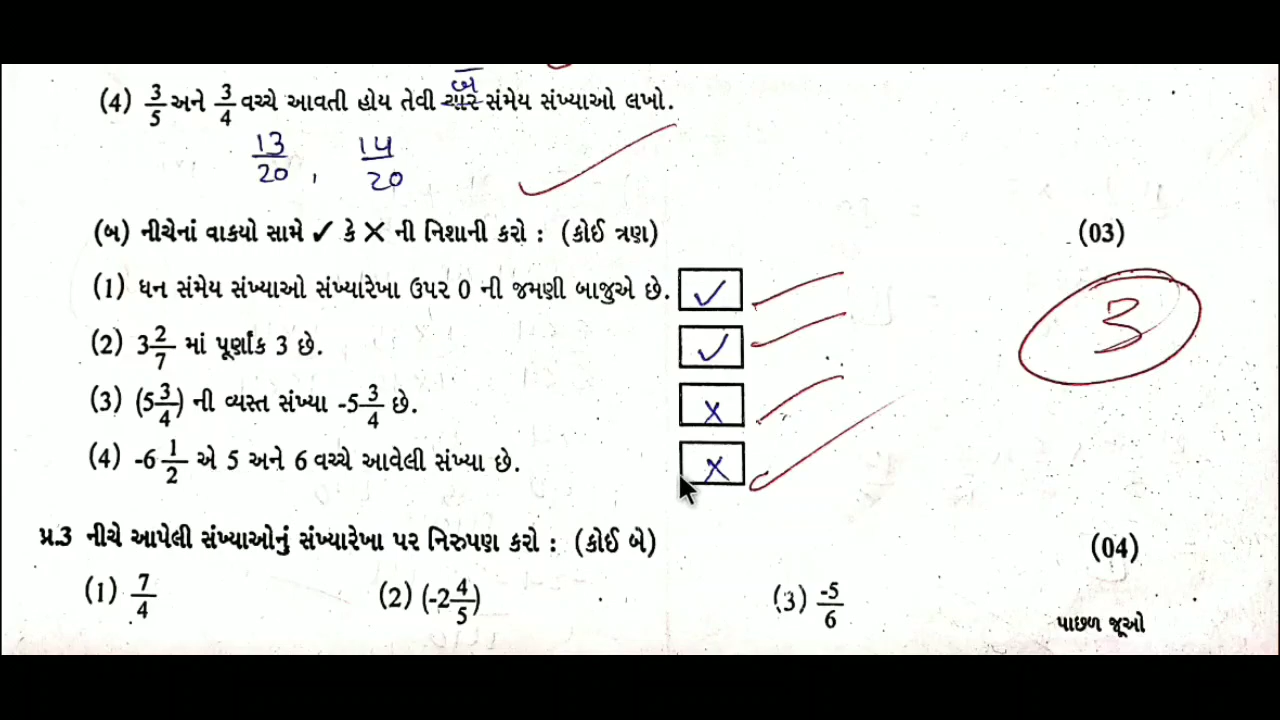 બે
(4) 3/5 અને 3/4 વચ્ચે આવતી હોય તેવી ચાર સંમેય સંખ્યાઓ લખો.
13/20 , 14/20
(બ) નીચેનાં વાક્યો સામે ✓ કે X ની નિશાની કરો : (કોઈ ત્રણ) (03)
(1) ધન સંમેય સંખ્યાઓ સંખ્યારેખા ઉપર 0 ની જમણી બાજુએ છે. ✓
3
(2) 3 2/7 માં પૂર્ણાંક 3 છે. ✓
(3) (5 3/4) ની વ્યસ્ત સંખ્યા -5 3/4 છે. x
(4) -6 1/2 એ 5 અને 6 વચ્ચે આવેલી સંખ્યા છે. x
પ્ર.3 નીચે આપેલી સંખ્યાઓનું સંખ્યારેખા પર નિરુપણ કરો : (કોઈ બે) (04)
(1) 7/4 (2) (-2 4/5) (3) -5/6
પાછળ જૂઓ